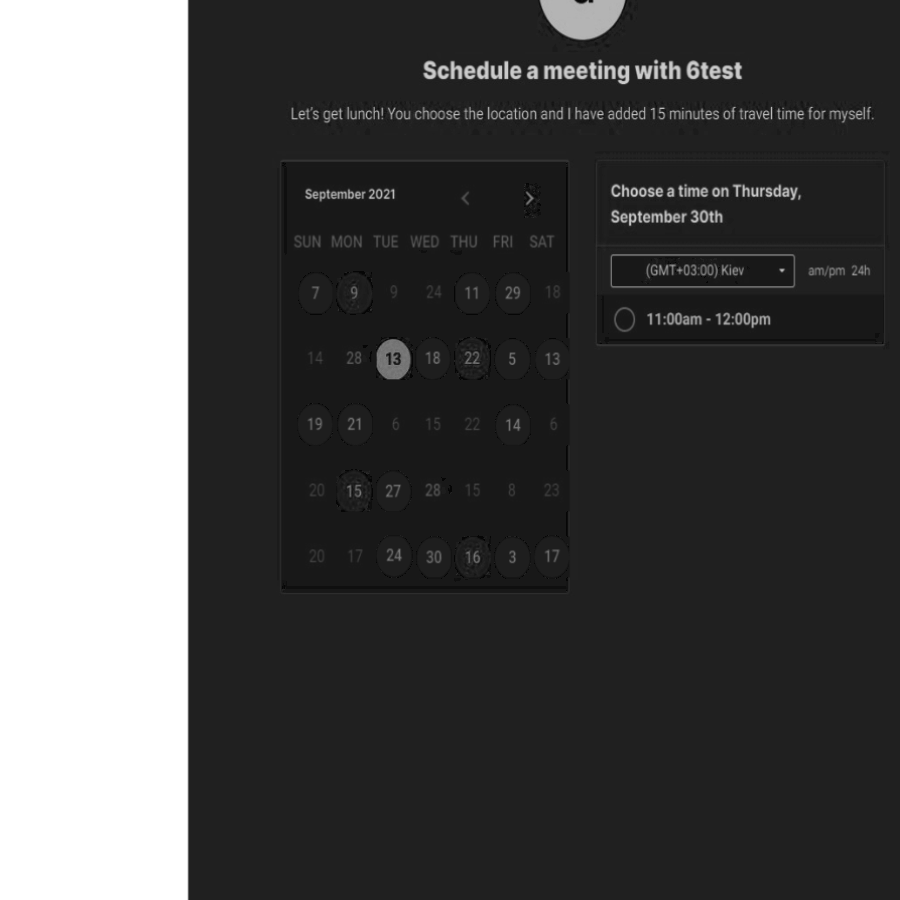 Schedule a meeting with 6test
Let's get lunch! You choose the location and I have added 15 minutes of travel time for myself.
September 2021
SUN MON TUE WED THU FRI SAT
7 9 9 24 11 29 18
14 28 13 18 22 5 13
19 21 6 15 22 14 6
20 15 27 28 15 8 23
20 17 24 30 16 3 17
Choose a time on Thursday,
September 30th
(GMT+03:00) Kiev am/pm 24h
11:00am - 12:00pm